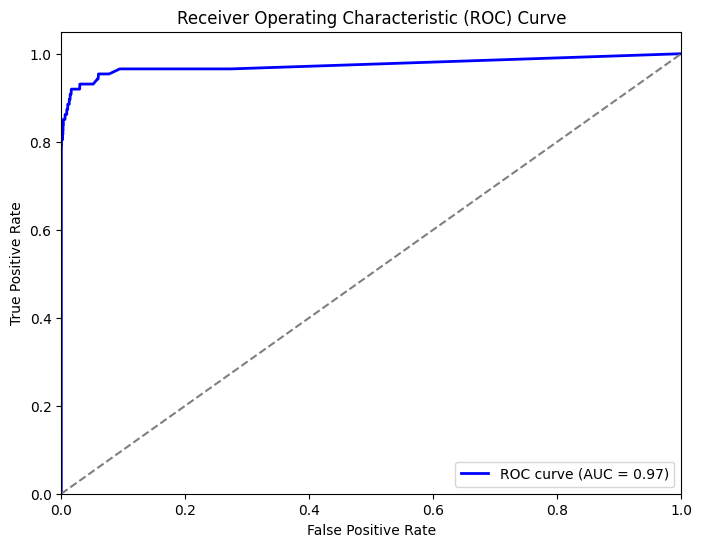 Receiver Operating Characteristic (ROC) Curve
True Positive Rate
1.0
0.8
0.6
0.4
0.2
0.0
ROC curve (AUC = 0.97)
0.0 0.2 0.4 0.6 0.8 1.0
False Positive Rate